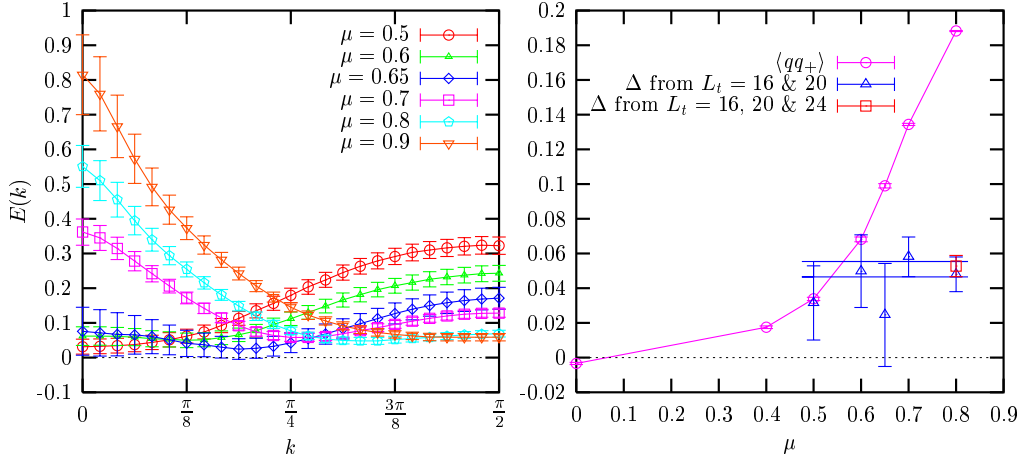 1
0.9
0.8
0.7
0.6
0.5
0.4
0.3
0.2
0.1
0
-0.1
E(k)
μ = 0.5
μ = 0.6
μ = 0.65
μ = 0.7
μ = 0.8
μ = 0.9
0 π/8 π/4 3π/8 π/2
k
0.2
0.18
0.16
0.14
0.12
0.1
0.08
0.06
0.04
0.02
0
-0.02
⟨qq₊⟩
Δ from Lₜ = 16 & 20
Δ from Lₜ = 16, 20 & 24
0 0.1 0.2 0.3 0.4 0.5 0.6 0.7 0.8 0.9
μ